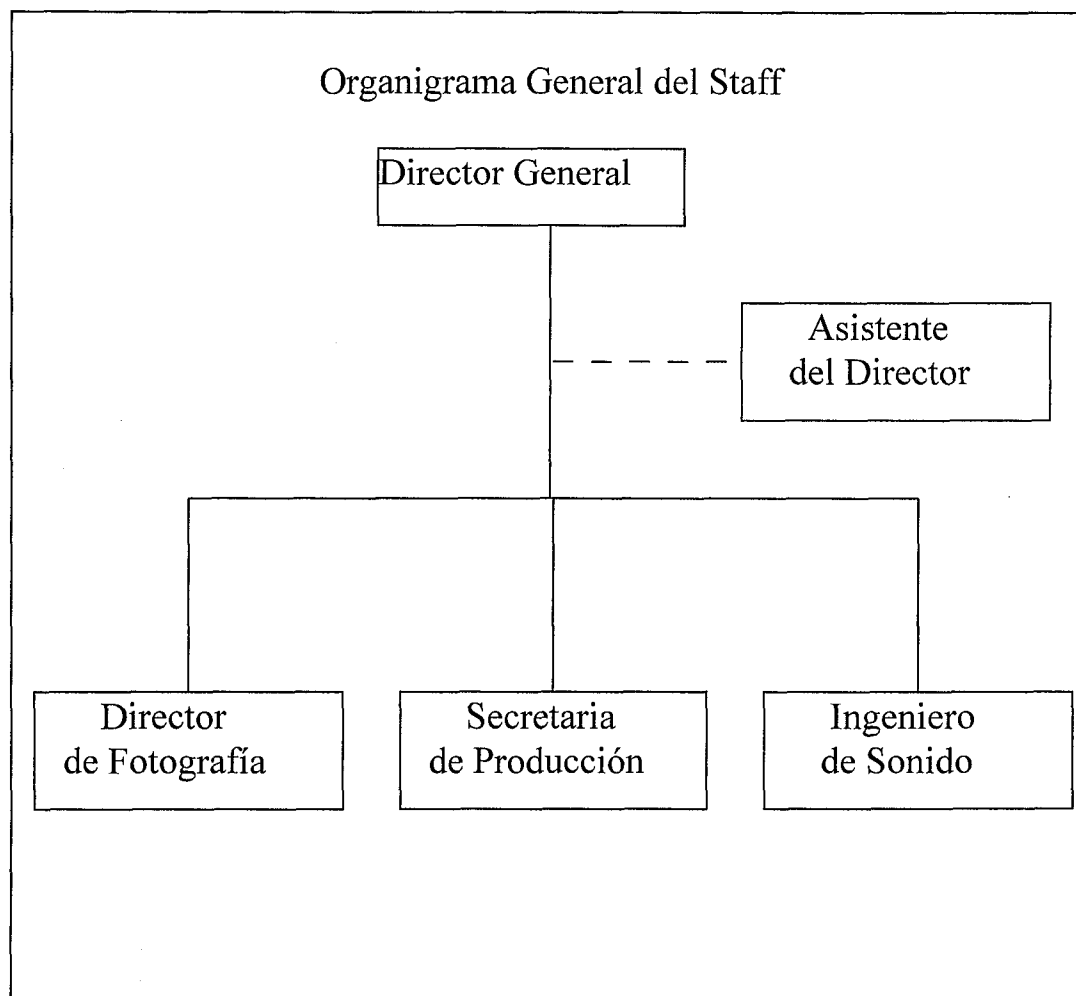 Organigrama General del Staff
Director General
Asistente
del Director
Director
de Fotografía
Secretaria
de Producción
Ingeniero
de Sonido